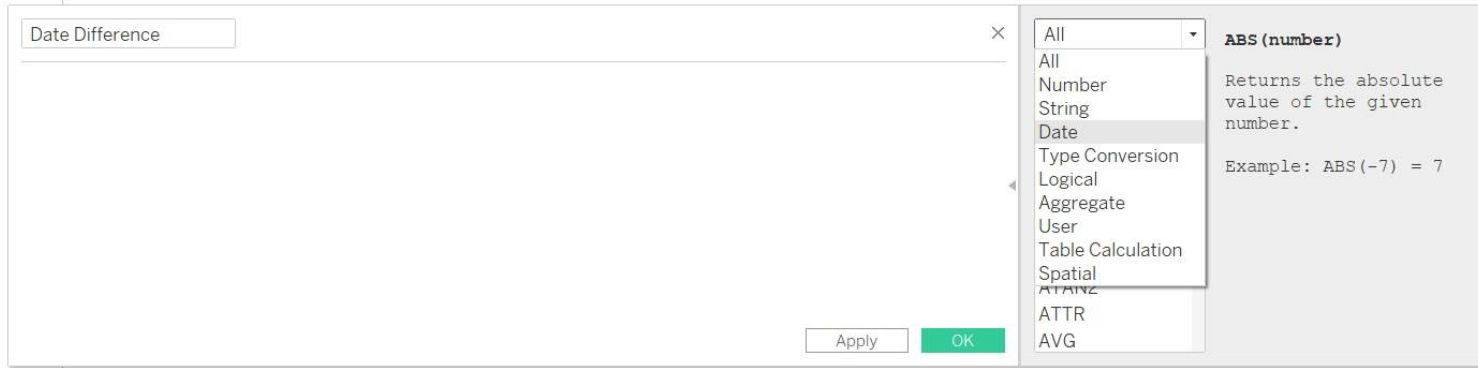 Date Difference
All
All
Number
String
Date
Type Conversion
Logical
Aggregate
User
Table Calculation
Spatial
ATAN2
ATTR
AVG
ABS(number)
Returns the absolute
value of the given
number.
Example: ABS(-7) = 7
Apply
OK